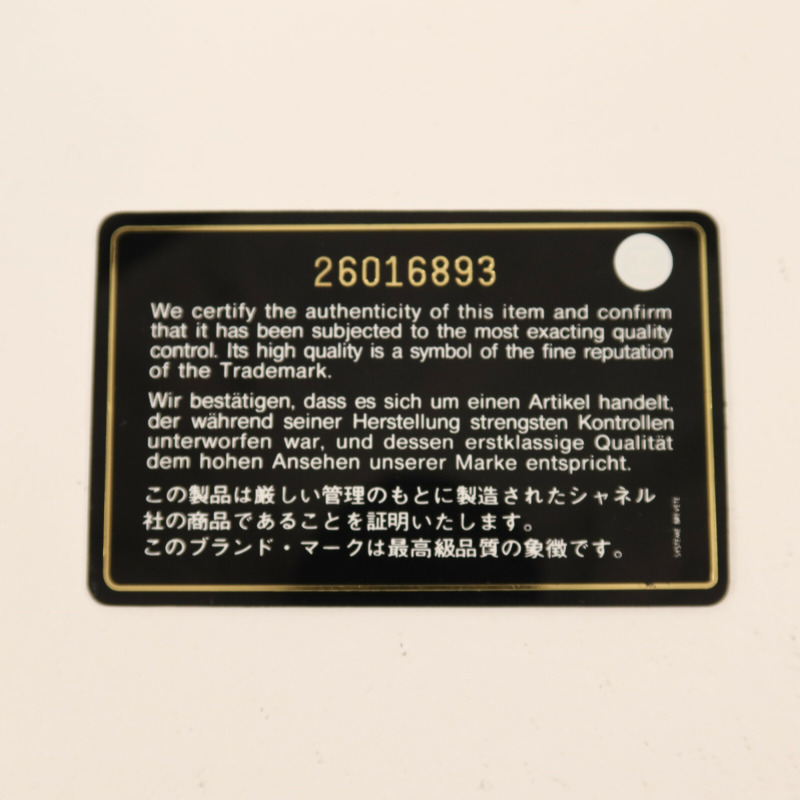 26016893
We certify the authenticity of this item and confirm
that it has been subjected to the most exacting quality
control. Its high quality is a symbol of the fine reputation
of the Trademark.
Wir bestätigen, dass es sich um einen Artikel handelt,
der während seiner Herstellung strengsten Kontrollen
unterworfen war, und dessen erstklassige Qualität
dem hohen Ansehen unserer Marke entspricht.
この製品は厳しい管理のもとに製造されたシャネル
社の商品であることを証明いたします。
このブランド・マークは最高級品質の象徴です。
SYSTEME BREVETE